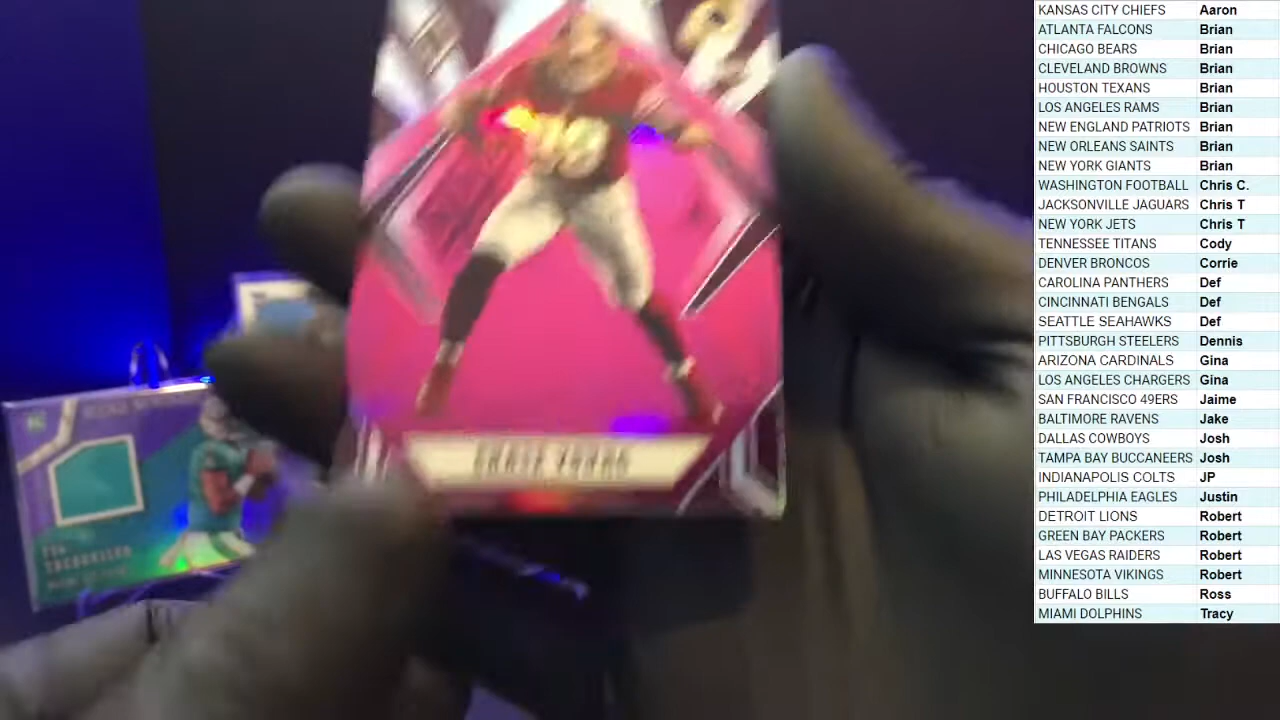 KANSAS CITY CHIEFS Aaron
ATLANTA FALCONS Brian
CHICAGO BEARS Brian
CLEVELAND BROWNS Brian
HOUSTON TEXANS Brian
LOS ANGELES RAMS Brian
NEW ENGLAND PATRIOTS Brian
NEW ORLEANS SAINTS Brian
NEW YORK GIANTS Brian
WASHINGTON FOOTBALL Chris C.
JACKSONVILLE JAGUARS Chris T
NEW YORK JETS Chris T
TENNESSEE TITANS Cody
DENVER BRONCOS Corrie
CAROLINA PANTHERS Def
CINCINNATI BENGALS Def
SEATTLE SEAHAWKS Def
PITTSBURGH STEELERS Dennis
ARIZONA CARDINALS Gina
LOS ANGELES CHARGERS Gina
SAN FRANCISCO 49ERS Jaime
BALTIMORE RAVENS Jake
DALLAS COWBOYS Josh
TAMPA BAY BUCCANEERS Josh
INDIANAPOLIS COLTS JP
PHILADELPHIA EAGLES Justin
DETROIT LIONS Robert
GREEN BAY PACKERS Robert
LAS VEGAS RAIDERS Robert
MINNESOTA VIKINGS Robert
BUFFALO BILLS Ross
MIAMI DOLPHINS Tracy
CHASE YOUNG
TUA
TAGOVAILOA